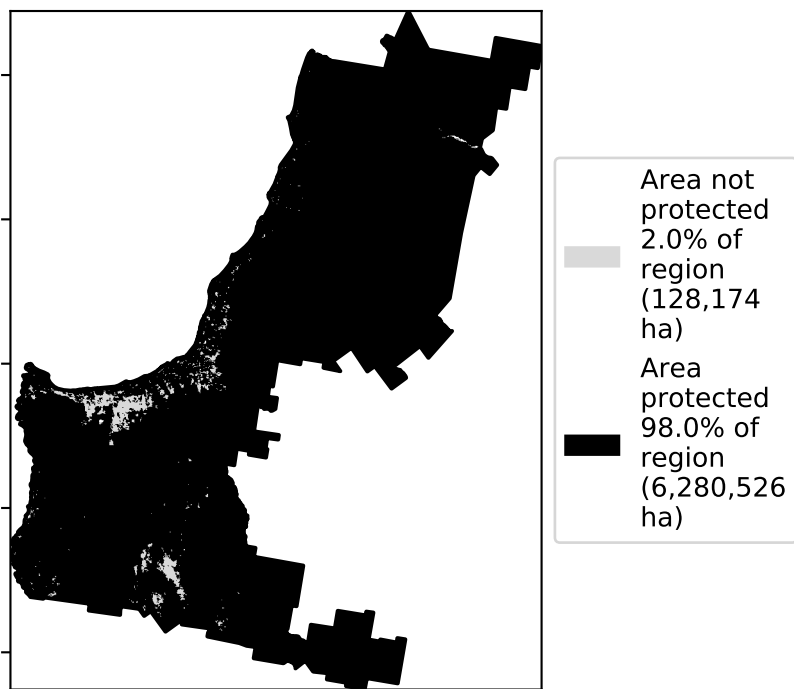 Area not
protected
2.0% of
region
(128,174
ha)
Area
protected
98.0% of
region
(6,280,526
ha)